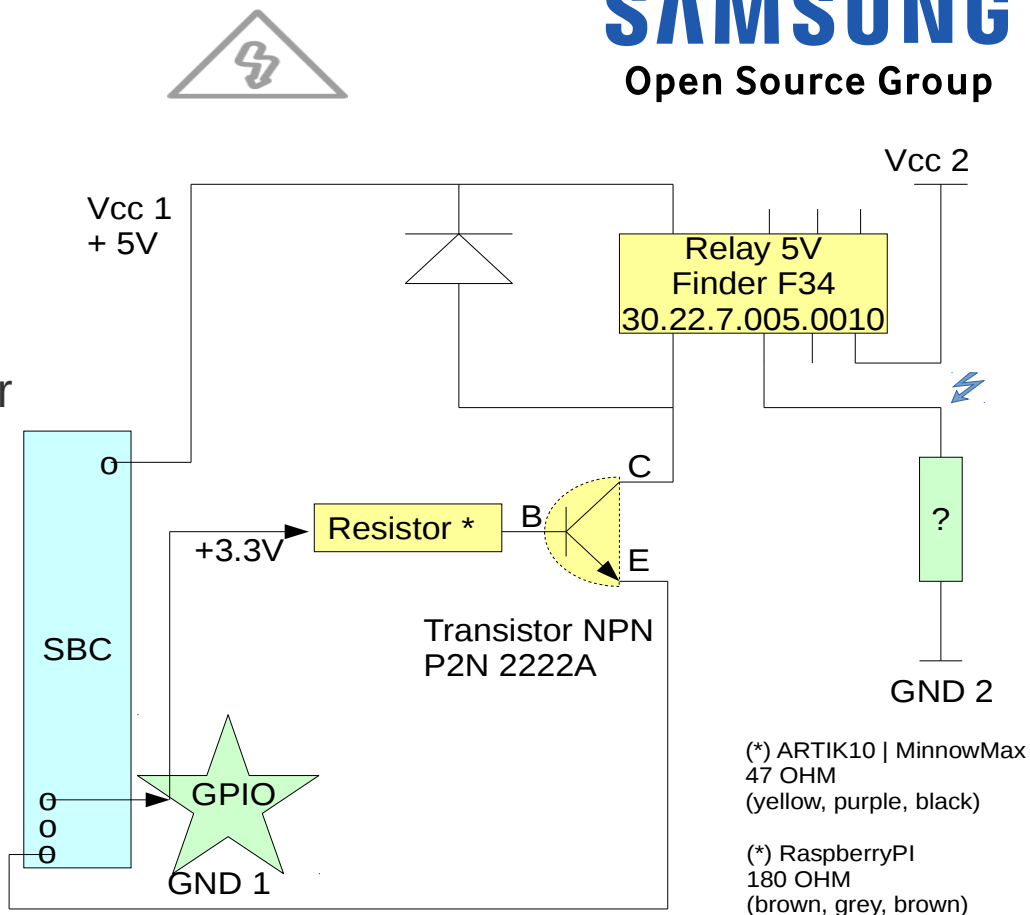 SAMSUNG
Open Source Group
Vcc 2
Vcc 1
+ 5V
Relay 5V
Finder F34
30.22.7.005.0010
r
C
B
Resistor *
+3.3V
E
?
Transistor NPN
P2N 2222A
SBC
GND 2
(*) ARTIK10 | MinnowMax
47 OHM
(yellow, purple, black)
GPIO
(*) RaspberryPI
180 OHM
(brown, grey, brown)
GND 1